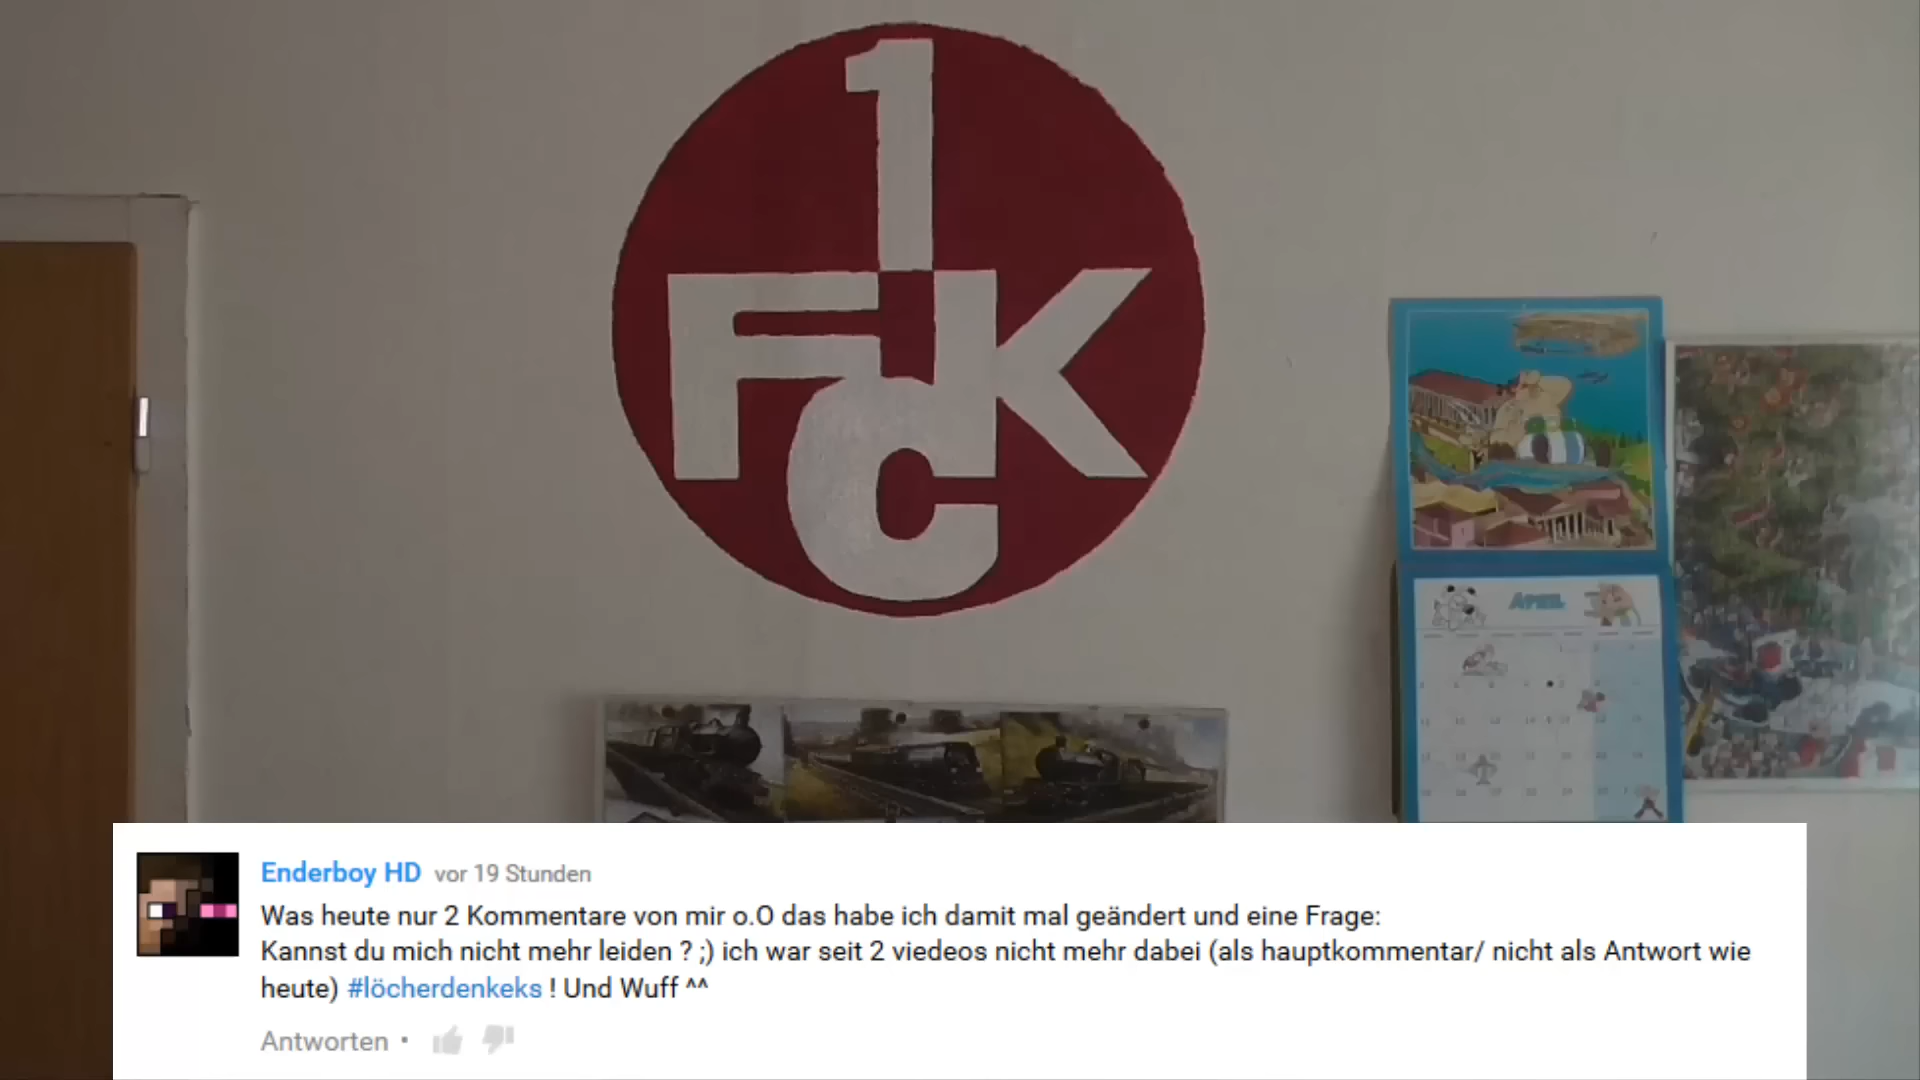 1
FCK
APRIL
Enderboy HD vor 19 Stunden
Was heute nur 2 Kommentare von mir o.O das habe ich damit mal geändert und eine Frage:
Kannst du mich nicht mehr leiden ? ;) ich war seit 2 viedeos nicht mehr dabei (als hauptkommentar/ nicht als Antwort wie
heute) #löcherdenkeks ! Und Wuff ^^
Antworten •